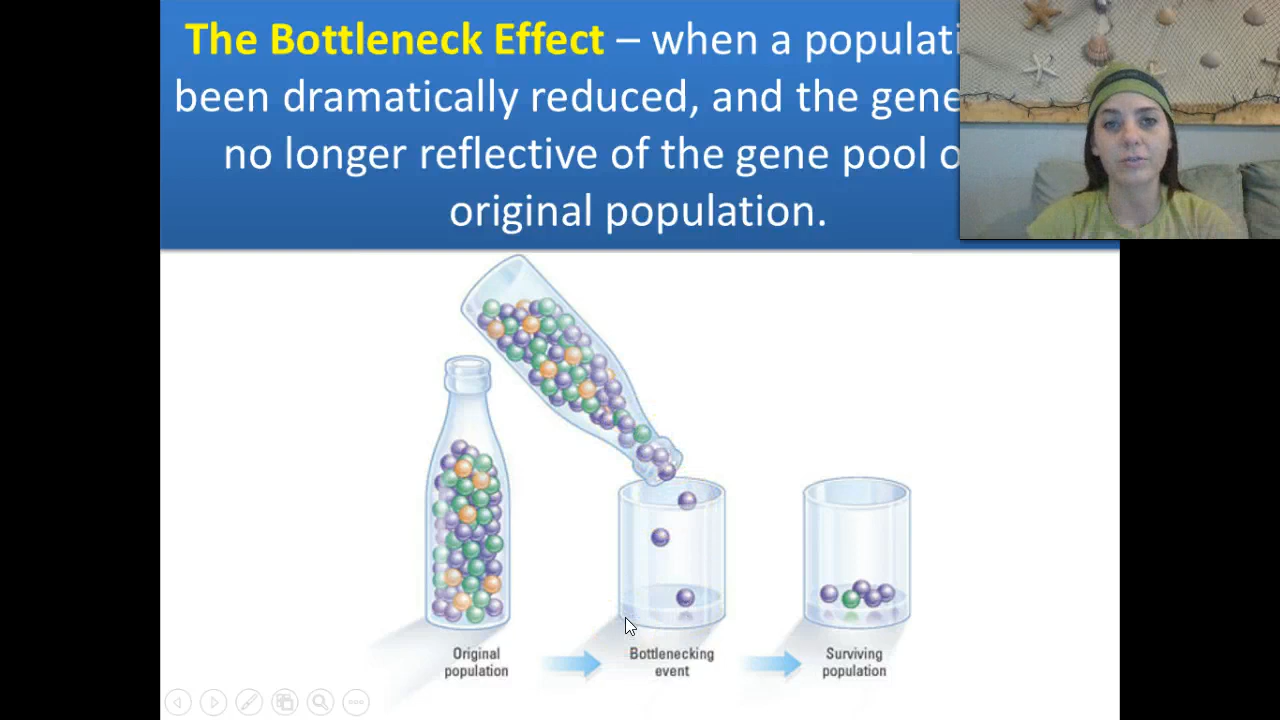 The Bottleneck Effect – when a populati
been dramatically reduced, and the gene
no longer reflective of the gene pool o
original population.
Original
population
Bottlenecking
event
Surviving
population